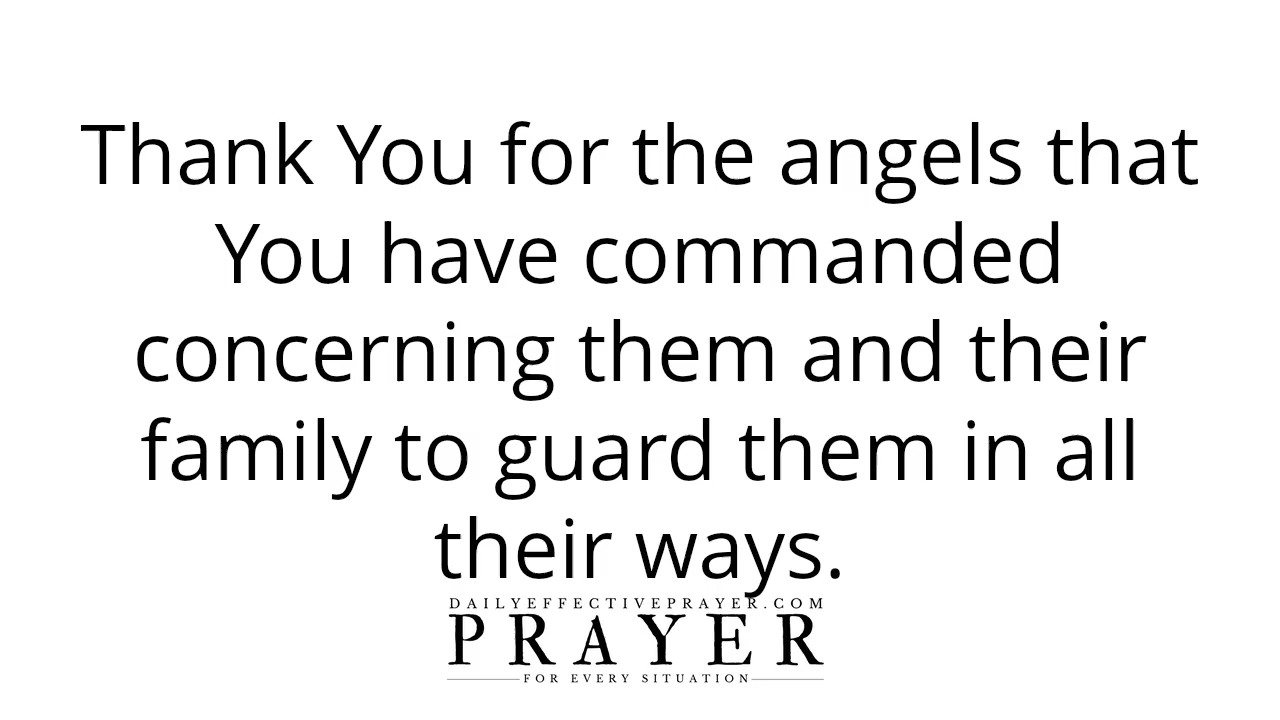 Thank You for the angels that
You have commanded
concerning them and their
family to guard them in all
their ways.
DAILYEFFECTIVEPRAYER.COM
PRAYER
FOR EVERY SITUATION